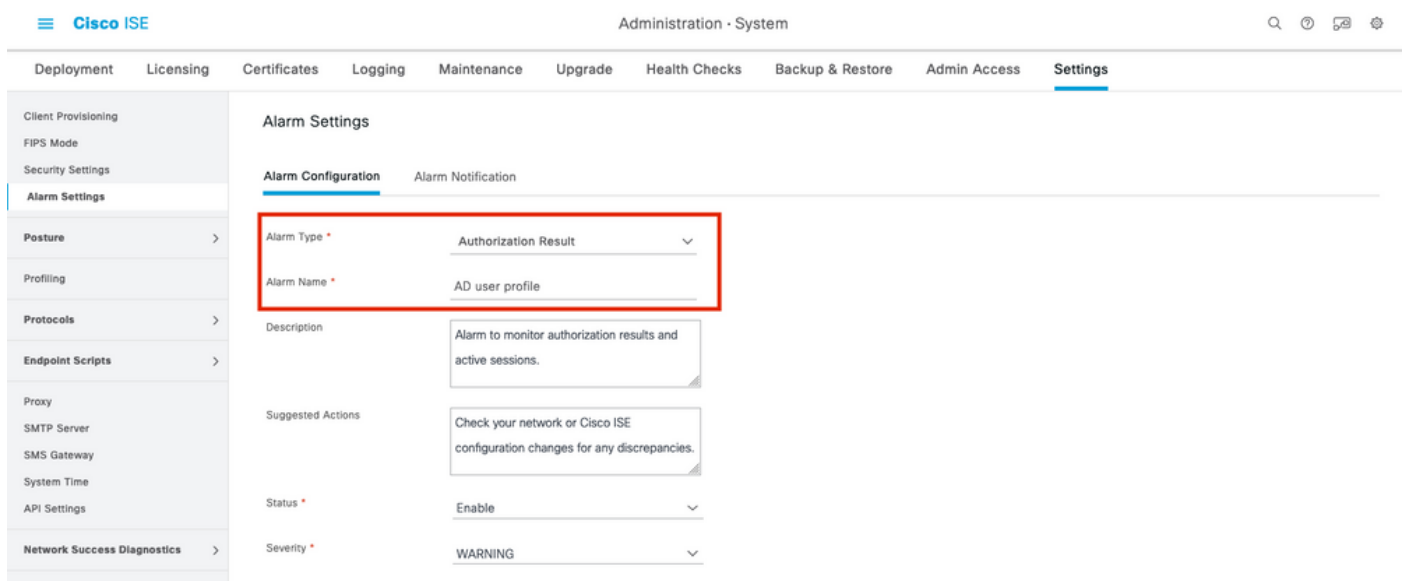 Cisco ISE
Administration · System
Deployment Licensing Certificates Logging Maintenance Upgrade Health Checks Backup & Restore Admin Access Settings
Client Provisioning
FIPS Mode
Security Settings
Alarm Settings
Posture
Profiling
Protocols
Endpoint Scripts
Proxy
SMTP Server
SMS Gateway
System Time
API Settings
Network Success Diagnostics
Alarm Settings
Alarm Configuration Alarm Notification
Alarm Type * Authorization Result
Alarm Name * AD user profile
Description
Alarm to monitor authorization results and
active sessions.
Suggested Actions
Check your network or Cisco ISE
configuration changes for any discrepancies.
Status * Enable
Severity * WARNING